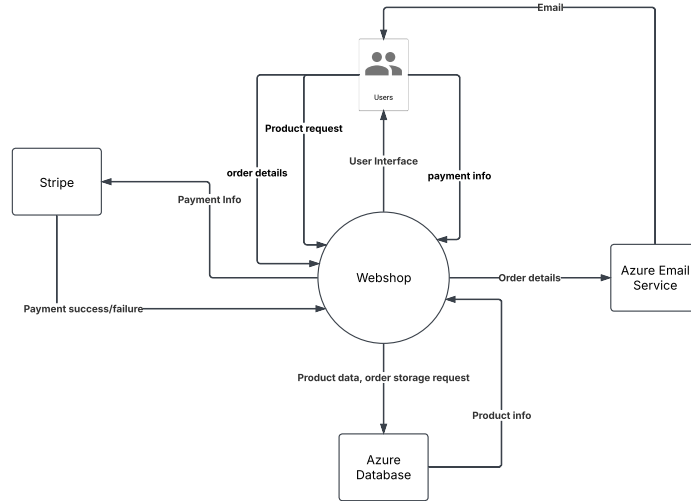 Email
Users
Product request
User Interface
order details
payment info
Stripe
Payment Info
Webshop
Order details
Azure Email
Service
Payment success/failure
Product data, order storage request
Product info
Azure
Database